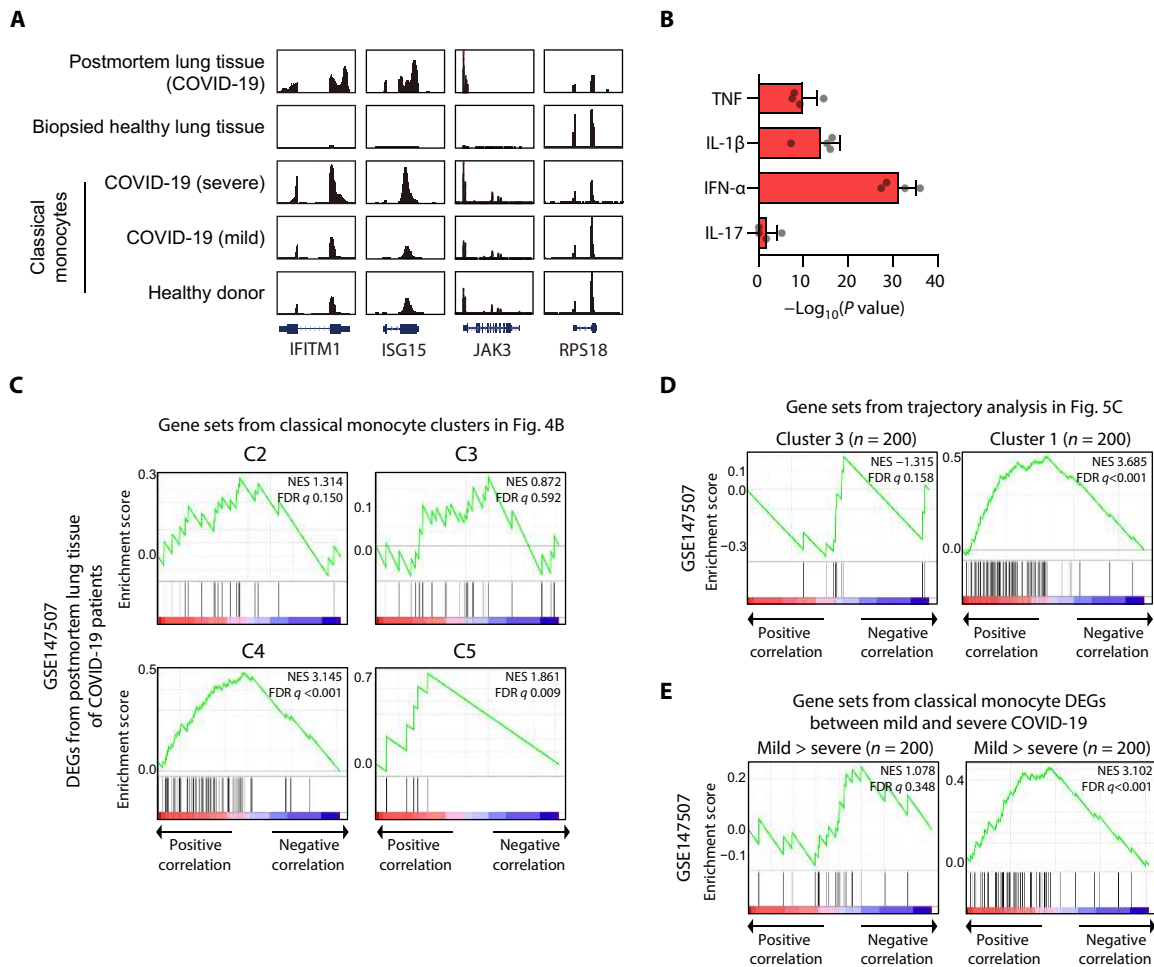 A
Postmortem lung tissue
(COVID-19)
Biopsied healthy lung tissue
COVID-19 (severe)
COVID-19 (mild)
Healthy donor
Classical
monocytes
IFITM1
ISG15
JAK3
RPS18
B
TNF
IL-1β
IFN-α
IL-17
0
10
20
30
40
−Log10(P value)
C
Gene sets from classical monocyte clusters in Fig. 4B
GSE147507
DEGs from postmortem lung tissue
of COVID-19 patients
C2
Enrichment score
0.3
0.0
NES 1.314
FDR q 0.150
C3
0.1
0.0
NES 0.872
FDR q 0.592
C4
Enrichment score
0.5
0.0
NES 3.145
FDR q <0.001
C5
0.7
0.0
NES 1.861
FDR q 0.009
Positive
correlation
Negative
correlation
Positive
correlation
Negative
correlation
D
Gene sets from trajectory analysis in Fig. 5C
GSE147507
Enrichment score
Cluster 3 (n = 200)
0.1
0.0
−0.3
NES −1.315
FDR q 0.158
Cluster 1 (n = 200)
0.5
0.0
NES 3.685
FDR q<0.001
Positive
correlation
Negative
correlation
Positive
correlation
Negative
correlation
E
Gene sets from classical monocyte DEGs
between mild and severe COVID-19
GSE147507
Enrichment score
Mild > severe (n = 200)
0.2
0.0
−0.1
NES 1.078
FDR q 0.348
Mild > severe (n = 200)
0.4
0.0
NES 3.102
FDR q<0.001
Positive
correlation
Negative
correlation
Positive
correlation
Negative
correlation